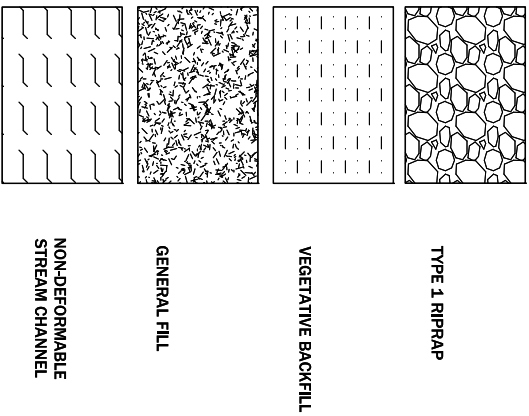 TYPE 1 RIPRAP
VEGETATIVE BACKFILL
GENERAL FILL
NON-DEFORMABLE
STREAM CHANNEL